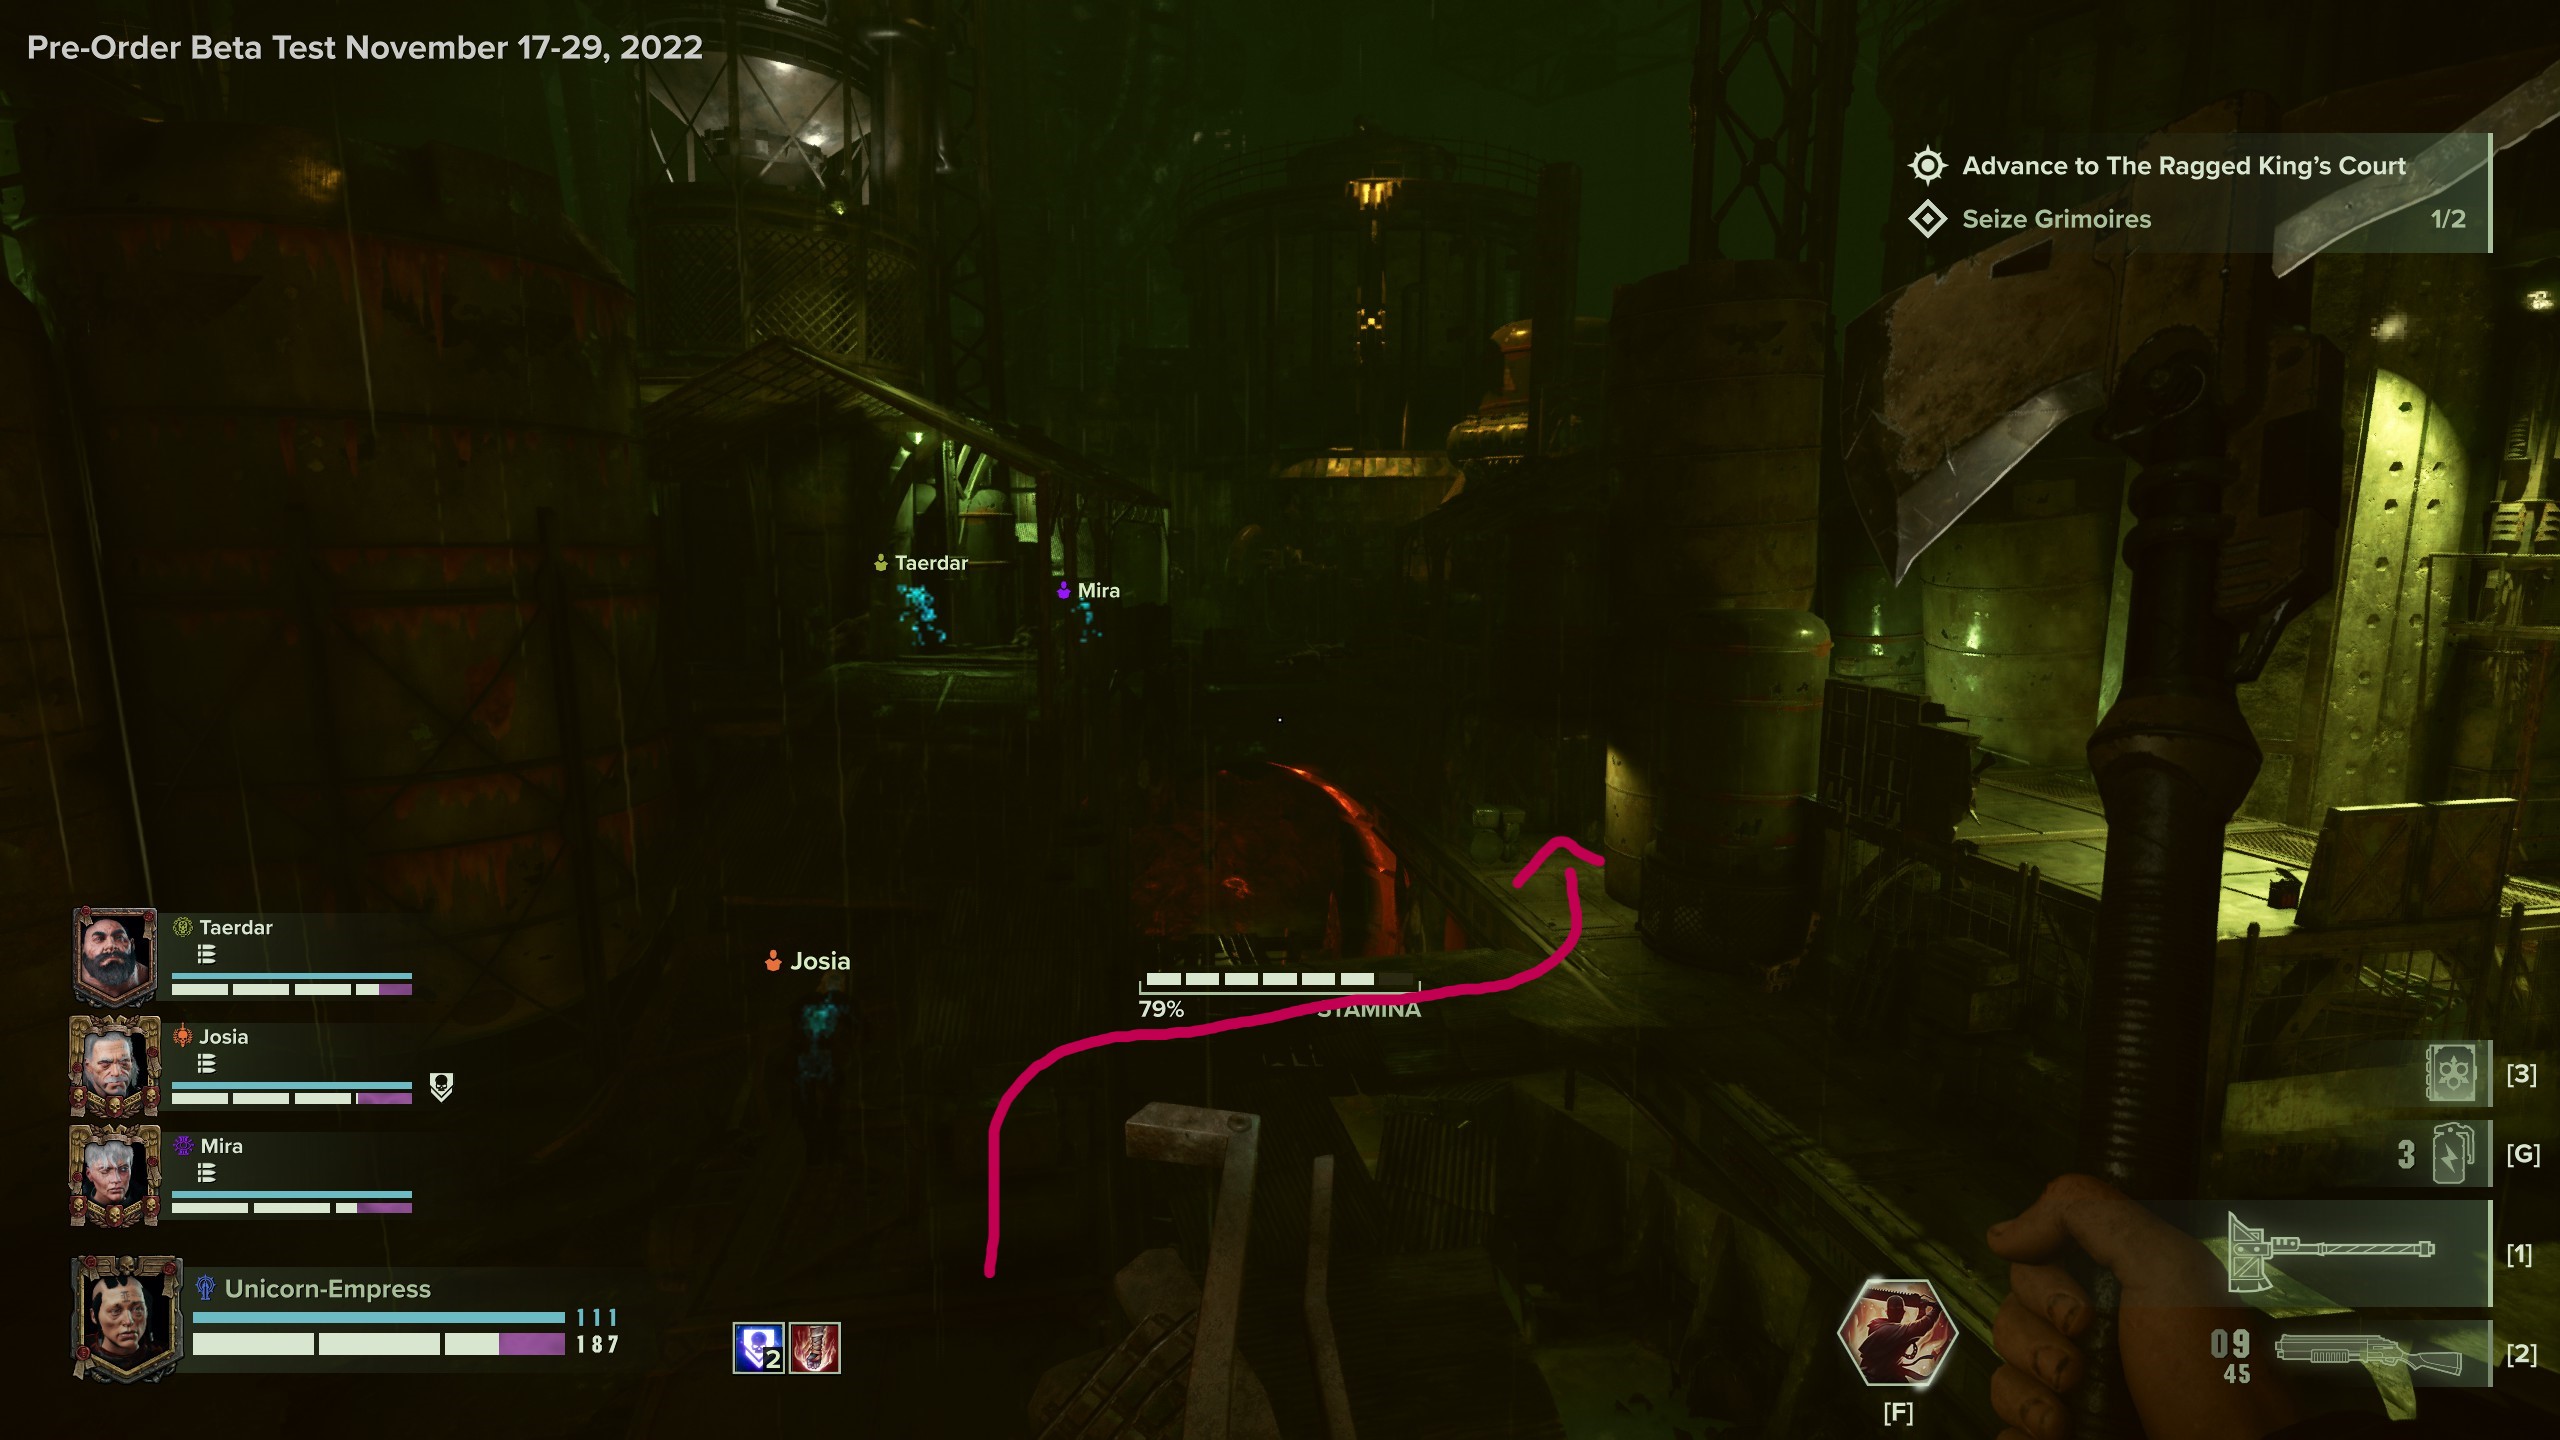 Pre-Order Beta Test November 17-29, 2022
Advance to The Ragged King's Court
Seize Grimoires 1/2
Taerdar
Mira
Taerdar
Josia
79% STAMINA
Josia
Mira
[3]
3 [G]
[1]
Unicorn-Empress
111
187
2
09
45
[2]
[F]